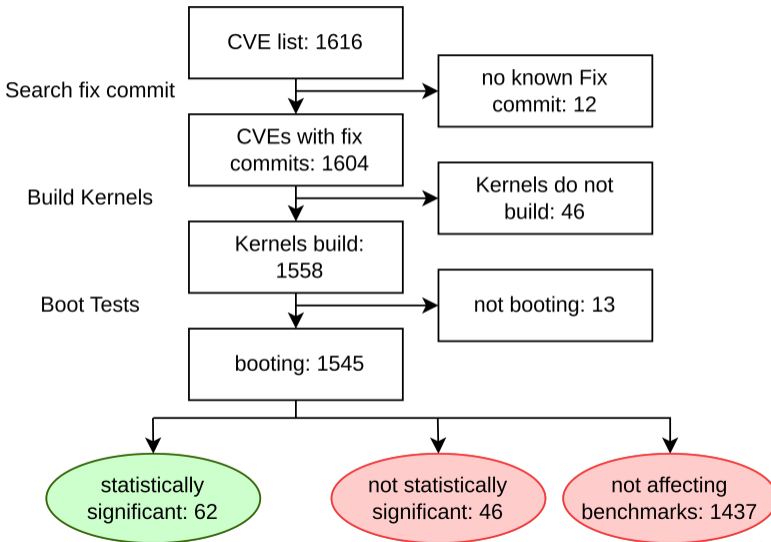 CVE list: 1616
Search fix commit
no known Fix
commit: 12
CVEs with fix
commits: 1604
Build Kernels
Kernels do not
build: 46
Kernels build:
1558
Boot Tests
not booting: 13
booting: 1545
statistically
significant: 62
not statistically
significant: 46
not affecting
benchmarks: 1437